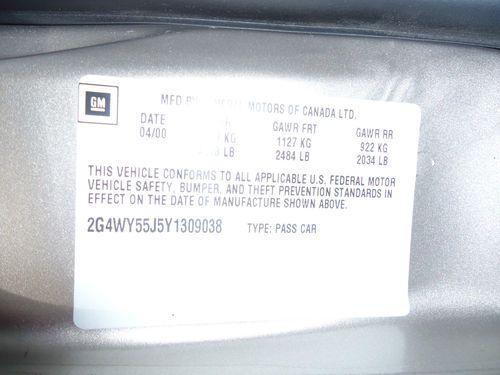 GM
MFD BY MOTORS OF CANADA LTD.
DATE GAWR FRT GAWR RR
04/00 KG 1127 KG 922 KG
LB 2484 LB 2034 LB
THIS VEHICLE CONFORMS TO ALL APPLICABLE U.S. FEDERAL MOTOR
VEHICLE SAFETY, BUMPER, AND THEFT PREVENTION STANDARDS IN
EFFECT ON THE DATE OF MANUFACTURE SHOWN ABOVE.
2G4WY55J5Y1309038 TYPE: PASS CAR